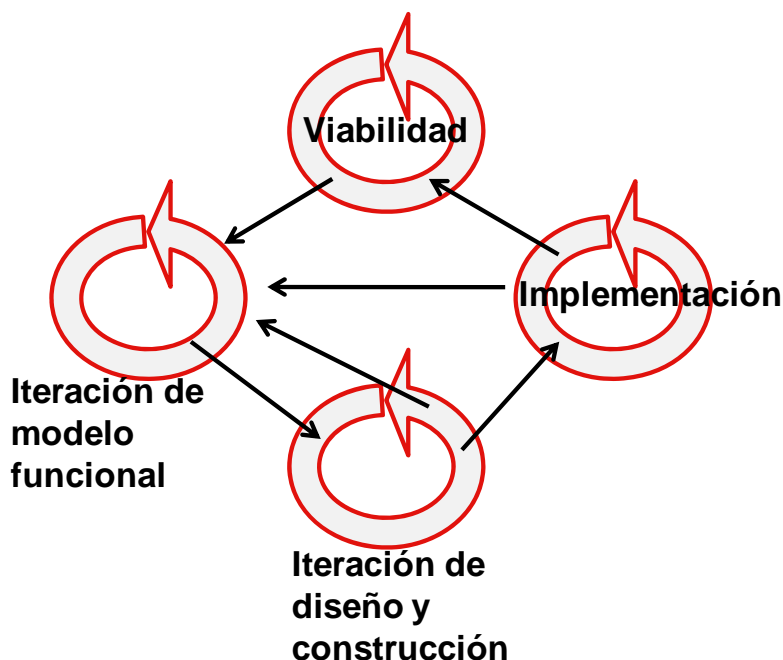 Viabilidad
Implementación
Iteración de
modelo
funcional
Iteración de
diseño y
construcción